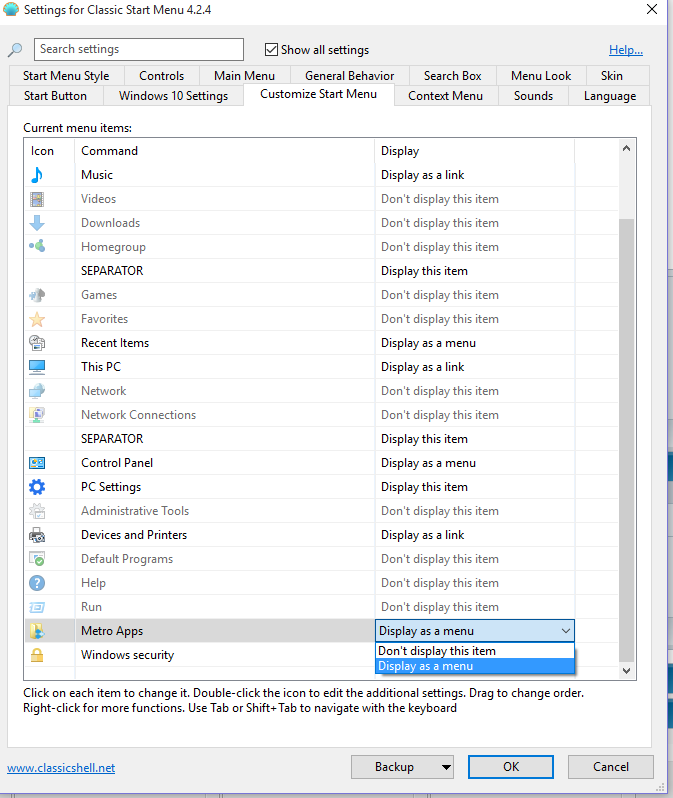 Settings for Classic Start Menu 4.2.4
Search settings
Show all settings
Help...
Start Menu Style Controls Main Menu General Behavior Search Box Menu Look Skin
Start Button Windows 10 Settings Customize Start Menu Context Menu Sounds Language
Current menu items:
Icon Command Display
Music Display as a link
Videos Don't display this item
Downloads Don't display this item
Homegroup Don't display this item
SEPARATOR Display this item
Games Don't display this item
Favorites Don't display this item
Recent Items Display as a menu
This PC Display as a link
Network Don't display this item
Network Connections Don't display this item
SEPARATOR Display this item
Control Panel Display as a menu
PC Settings Display this item
Administrative Tools Don't display this item
Devices and Printers Display as a link
Default Programs Don't display this item
Help Don't display this item
Run Don't display this item
Metro Apps Display as a menu
Don't display this item
Windows security
Display as a menu
Click on each item to change it. Double-click the icon to edit the additional settings. Drag to change order.
Right-click for more functions. Use Tab or Shift+Tab to navigate with the keyboard
www.classicshell.net
Backup OK Cancel